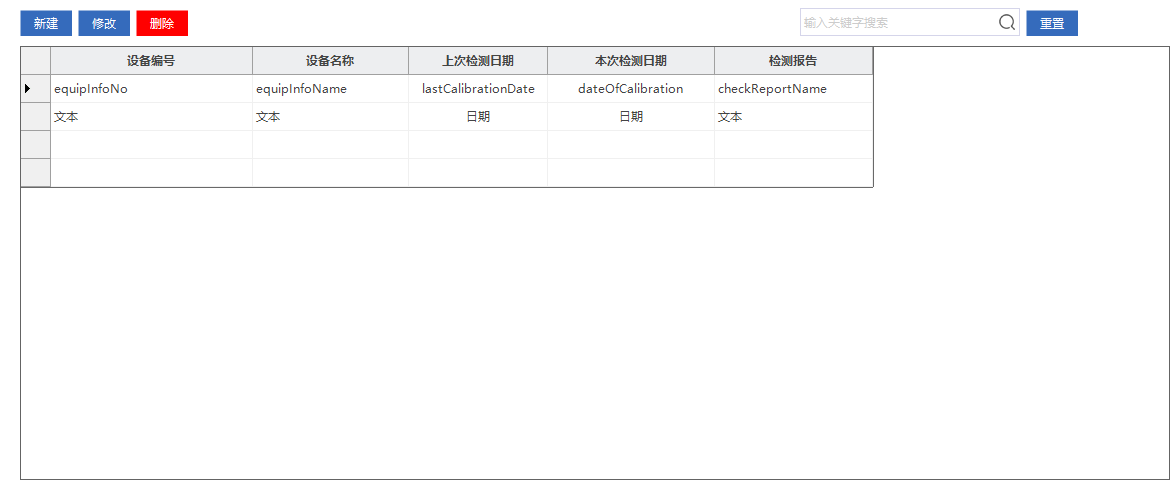 新建 修改 删除 输入关键字搜索 重置
设备编号 设备名称 上次检测日期 本次检测日期 检测报告
equipInfoNo equipInfoName lastCalibrationDate dateOfCalibration checkReportName
文本 文本 日期 日期 文本